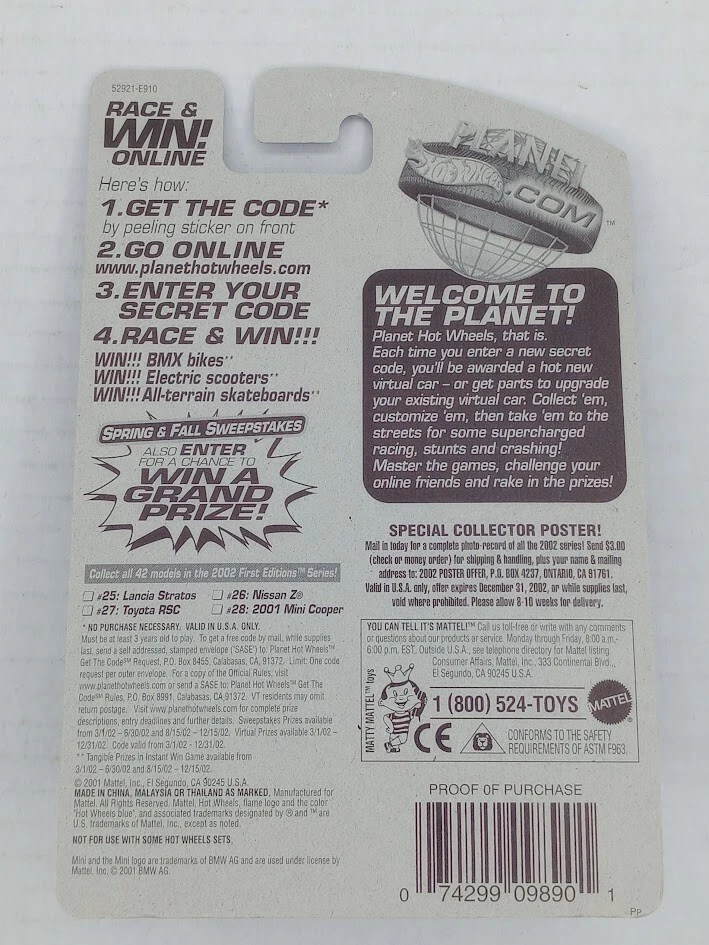 52921-E910
RACE &
WIN!
ONLINE
Here's how:
1.GET THE CODE*
by peeling sticker on front
2.GO ONLINE
www.planethotwheels.com
3.ENTER YOUR
SECRET CODE
4.RACE & WIN!!!
WIN!!! BMX bikes**
WIN!!! Electric scooters**
WIN!!! All-terrain skateboards**
SPRING & FALL SWEEPSTAKES
ALSO ENTER
FOR A CHANCE TO
WIN A
GRAND
PRIZE!
Collect all 42 models in the 2002 First Editions™ Series!
#25: Lancia Stratos #26: Nissan Z®
#27: Toyota RSC #28: 2001 Mini Cooper
* NO PURCHASE NECESSARY. VALID IN U.S.A. ONLY.
Must be at least 3 years old to play. To get a free code by mail, while supplies
last, send a self addressed, stamped envelope ('SASE') to: Planet Hot Wheels™
Get The Code℠ Request, P.O. Box 8455, Calabasas, CA, 91372. Limit: One code
request per outer envelope. For a copy of the Official Rules, visit
www.planethotwheels.com or send a SASE to: Planet Hot Wheels™ Get The
Code℠ Rules, P.O. Box 8991, Calabasas, CA,91372. VT residents may omit
return postage. Visit www.planethotwheels.com for complete prize
descriptions, entry deadlines and further details. Sweepstakes Prizes available
from 3/1/02 - 6/30/02 and 8/15/02 - 12/15/02. Virtual Prizes available 3/1/02 –
12/31/02. Code valid from 3/1/02 - 12/31/02.
** Tangible Prizes in Instant Win Game available from
3/1/02 – 6/30/02 and 8/15/02 - 12/15/02.
© 2001 Mattel, Inc., El Segundo, CA 90245 U.S.A.
MADE IN CHINA, MALAYSIA OR THAILAND AS MARKED. Manufactured for
Mattel. All Rights Reserved. Mattel, Hot Wheels, flame logo and the color
"Hot Wheels blue", and associated trademarks designated by ® and ™ are
U.S. trademarks of Mattel, Inc., except as noted.
NOT FOR USE WITH SOME HOT WHEELS SETS.
Mini and the Mini logo are trademarks of BMW AG and are used under license by
Mattel, Inc. © 2001 BMW AG.
PLANET
HOT WHEELS
.COM
TM
WELCOME TO
THE PLANET!
Planet Hot Wheels, that is.
Each time you enter a new secret
code, you'll be awarded a hot new
virtual car – or get parts to upgrade
your existing virtual car. Collect 'em,
customize 'em, then take 'em to the
streets for some supercharged
racing, stunts and crashing!
Master the games, challenge your
online friends and rake in the prizes!
SPECIAL COLLECTOR POSTER!
Mail in today for a complete photo-record of all the 2002 series! Send $3.00
(check or money order) for shipping & handling, plus your name & mailing
address to: 2002 POSTER OFFER, P.O. BOX 4237, ONTARIO, CA 91761.
Valid in U.S.A. only, offer expires December 31, 2002, or while supplies last,
void where prohibited. Please allow 8-10 weeks for delivery.
YOU CAN TELL IT'S MATTEL!™ Call us toll-free or write with any comments
or questions about our products or service. Monday through Friday, 8:00 a.m.-
6:00 p.m. EST. Outside U.S.A., see telephone directory for Mattel listing.
Consumer Affairs, Mattel, Inc., 333 Continental Blvd.,
El Segundo, CA 90245 U.S.A.
MATTY MATTEL™ toys
1 (800) 524-TOYS
MATTEL
®
CE
CONFORMS TO THE SAFETY
REQUIREMENTS OF ASTM F963.
PROOF OF PURCHASE
0 74299 09890 1
PP